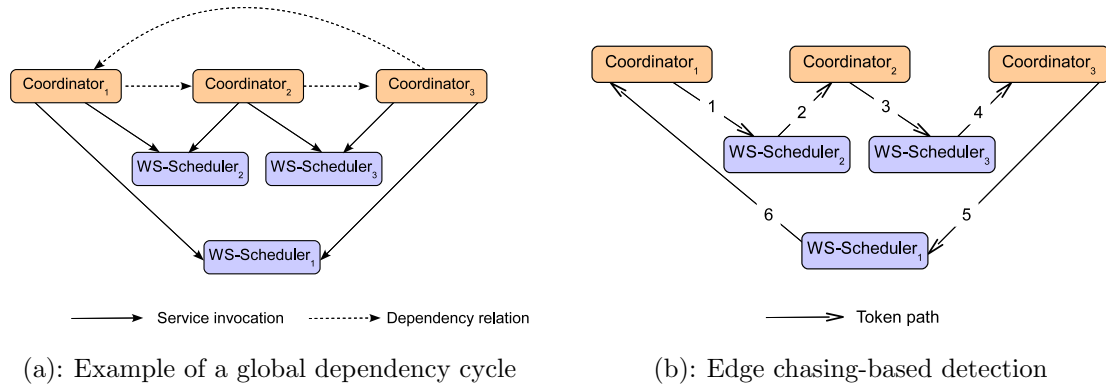 Coordinator1
Coordinator2
Coordinator3
WS-Scheduler2
WS-Scheduler3
WS-Scheduler1
Service invocation
Dependency relation
(a): Example of a global dependency cycle
Coordinator1
Coordinator2
Coordinator3
1
2
3
4
WS-Scheduler2
WS-Scheduler3
6
5
WS-Scheduler1
Token path
(b): Edge chasing-based detection